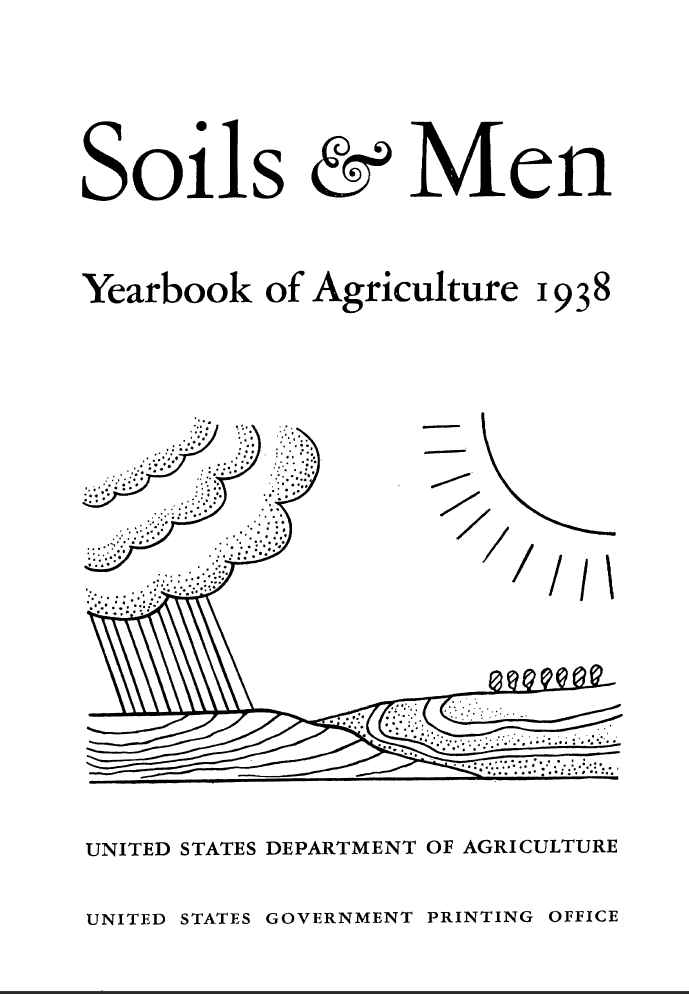 Soils & Men
Yearbook of Agriculture 1938
UNITED STATES DEPARTMENT OF AGRICULTURE
UNITED STATES GOVERNMENT PRINTING OFFICE